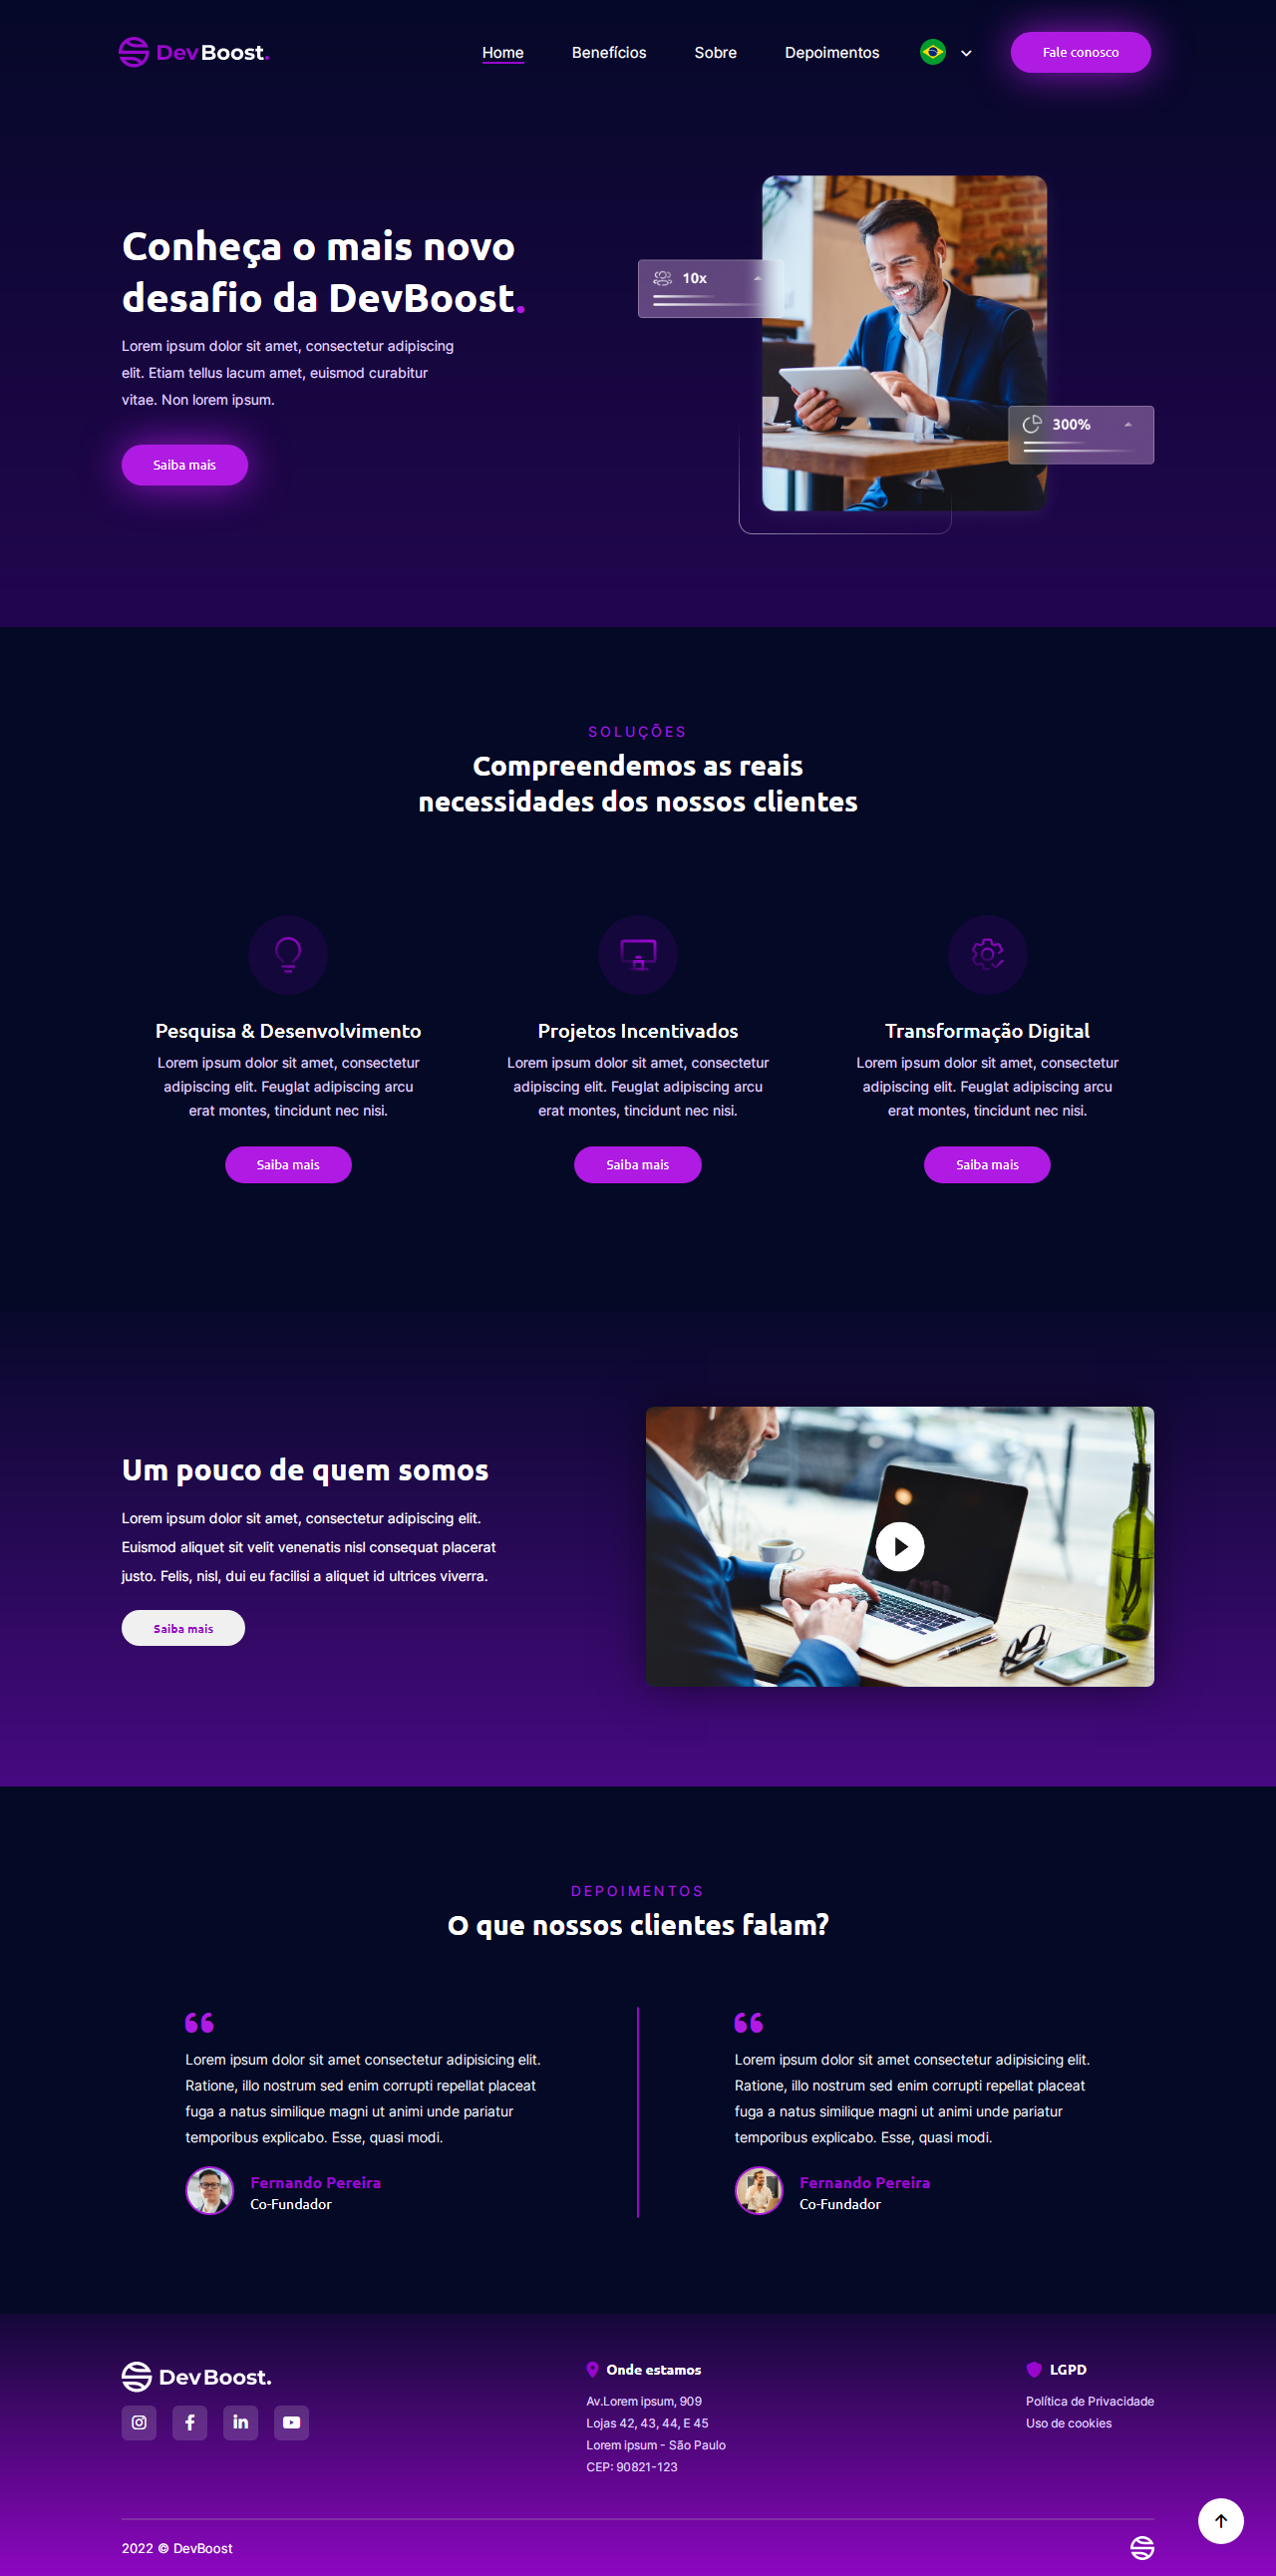 DevBoost.
Home
Benefícios
Sobre
Depoimentos
Fale conosco
Conheça o mais novo
desafio da DevBoost.
Lorem ipsum dolor sit amet, consectetur adipiscing
elit. Etiam tellus lacum amet, euismod curabitur
vitae. Non lorem ipsum.
Saiba mais
10x
300%
SOLUÇÕES
Compreendemos as reais
necessidades dos nossos clientes
Pesquisa & Desenvolvimento
Lorem ipsum dolor sit amet, consectetur
adipiscing elit. Feuglat adipiscing arcu
erat montes, tincidunt nec nisi.
Saiba mais
Projetos Incentivados
Lorem ipsum dolor sit amet, consectetur
adipiscing elit. Feuglat adipiscing arcu
erat montes, tincidunt nec nisi.
Saiba mais
Transformação Digital
Lorem ipsum dolor sit amet, consectetur
adipiscing elit. Feuglat adipiscing arcu
erat montes, tincidunt nec nisi.
Saiba mais
Um pouco de quem somos
Lorem ipsum dolor sit amet, consectetur adipiscing elit.
Euismod aliquet sit velit venenatis nisl consequat placerat
justo. Felis, nisl, dui eu facilisi a aliquet id ultrices viverra.
Saiba mais
DEPOIMENTOS
O que nossos clientes falam?
Lorem ipsum dolor sit amet consectetur adipisicing elit.
Ratione, illo nostrum sed enim corrupti repellat placeat
fuga a natus similique magni ut animi unde pariatur
temporibus explicabo. Esse, quasi modi.
Fernando Pereira
Co-Fundador
Lorem ipsum dolor sit amet consectetur adipisicing elit.
Ratione, illo nostrum sed enim corrupti repellat placeat
fuga a natus similique magni ut animi unde pariatur
temporibus explicabo. Esse, quasi modi.
Fernando Pereira
Co-Fundador
DevBoost.
Onde estamos
Av.Lorem ipsum, 909
Lojas 42, 43, 44, E 45
Lorem ipsum - São Paulo
CEP: 90821-123
LGPD
Política de Privacidade
Uso de cookies
2022 © DevBoost